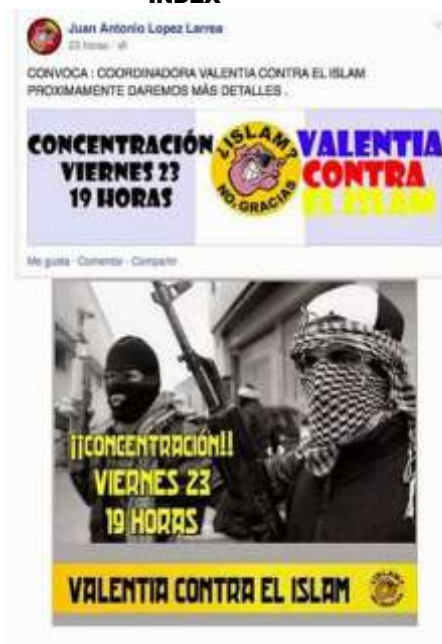 INDEX
Juan Antonio Lopez Larrea
23 horas
CONVOCA : COORDINADORA VALENTIA CONTRA EL ISLAM
PROXIMAMENTE DAREMOS MÁS DETALLES .
CONCENTRACIÓN
VIERNES 23
19 HORAS
¿ISLAM?
NO, GRACIAS
VALENTIA
CONTRA
EL ISLAM
Me gusta · Comentar · Compartir
¡¡CONCENTRACIÓN!!
VIERNES 23
19 HORAS
VALENTIA CONTRA EL ISLAM